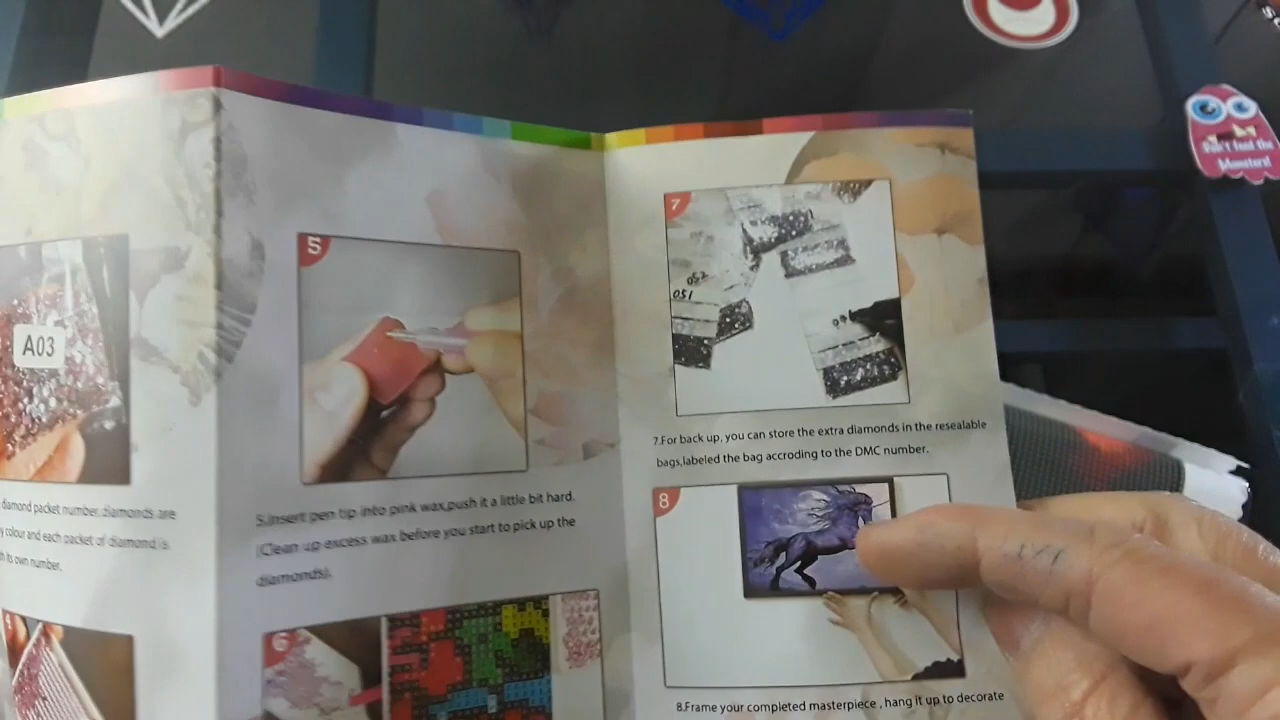 A03
diamond packet number,diamonds are
y colour and each packet of diamond is
h its own number.
5
5.Insert pen tip into pink wax,push it a little bit hard.
(Clean up excess wax before you start to pick up the
diamonds).
6
7
052
051
7.For back up, you can store the extra diamonds in the resealable
bags,labeled the bag accroding to the DMC number.
8
8.Frame your completed masterpiece , hang it up to decorate
Don't feed the
Monsters!